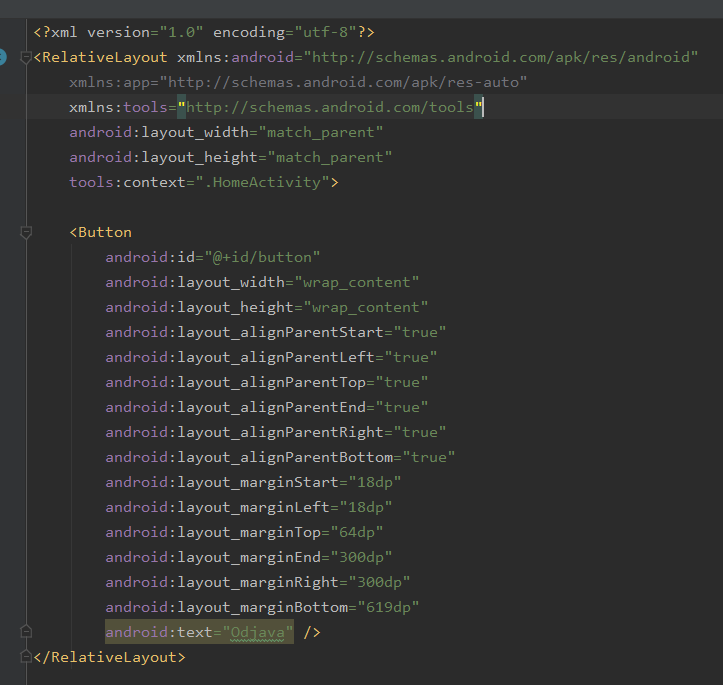 <?xml version="1.0" encoding="utf-8"?>
<RelativeLayout xmlns:android="http://schemas.android.com/apk/res/android"
xmlns:app="http://schemas.android.com/apk/res-auto"
xmlns:tools="http://schemas.android.com/tools"
android:layout_width="match_parent"
android:layout_height="match_parent"
tools:context=".HomeActivity">
<Button
android:id="@+id/button"
android:layout_width="wrap_content"
android:layout_height="wrap_content"
android:layout_alignParentStart="true"
android:layout_alignParentLeft="true"
android:layout_alignParentTop="true"
android:layout_alignParentEnd="true"
android:layout_alignParentRight="true"
android:layout_alignParentBottom="true"
android:layout_marginStart="18dp"
android:layout_marginLeft="18dp"
android:layout_marginTop="64dp"
android:layout_marginEnd="300dp"
android:layout_marginRight="300dp"
android:layout_marginBottom="619dp"
android:text="Odjava" />
</RelativeLayout>